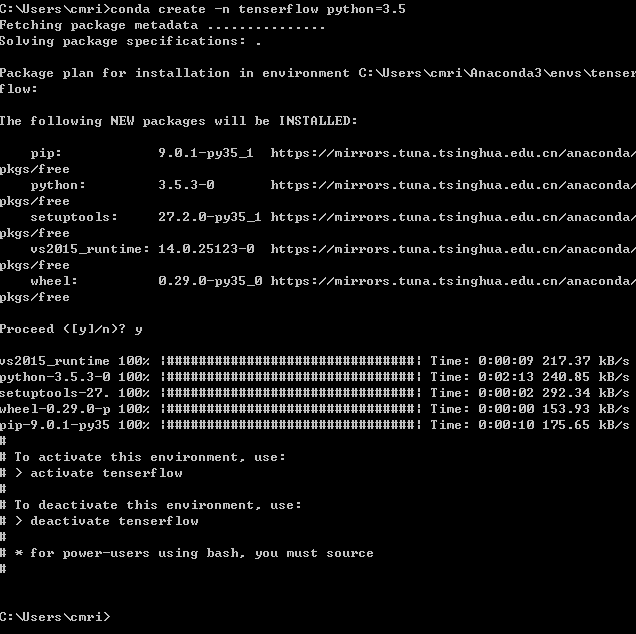 C:\Users\cmri>conda create -n tenserflow python=3.5
Fetching package metadata ...............
Solving package specifications: .

Package plan for installation in environment C:\Users\cmri\Anaconda3\envs\tenser
flow:

The following NEW packages will be INSTALLED:

    pip:            9.0.1-py35_1  https://mirrors.tuna.tsinghua.edu.cn/anaconda/
pkgs/free
    python:         3.5.3-0       https://mirrors.tuna.tsinghua.edu.cn/anaconda/
pkgs/free
    setuptools:     27.2.0-py35_1 https://mirrors.tuna.tsinghua.edu.cn/anaconda/
pkgs/free
    vs2015_runtime: 14.0.25123-0  https://mirrors.tuna.tsinghua.edu.cn/anaconda/
pkgs/free
    wheel:          0.29.0-py35_0 https://mirrors.tuna.tsinghua.edu.cn/anaconda/
pkgs/free

Proceed ([y]/n)? y

vs2015_runtime 100% |###############################| Time: 0:00:09 217.37 kB/s
python-3.5.3-0 100% |###############################| Time: 0:02:13 240.85 kB/s
setuptools-27. 100% |###############################| Time: 0:00:02 292.34 kB/s
wheel-0.29.0-p 100% |###############################| Time: 0:00:00 153.93 kB/s
pip-9.0.1-py35 100% |###############################| Time: 0:00:10 175.65 kB/s
#
# To activate this environment, use:
# > activate tenserflow
#
# To deactivate this environment, use:
# > deactivate tenserflow
#
# * for power-users using bash, you must source
#

C:\Users\cmri>